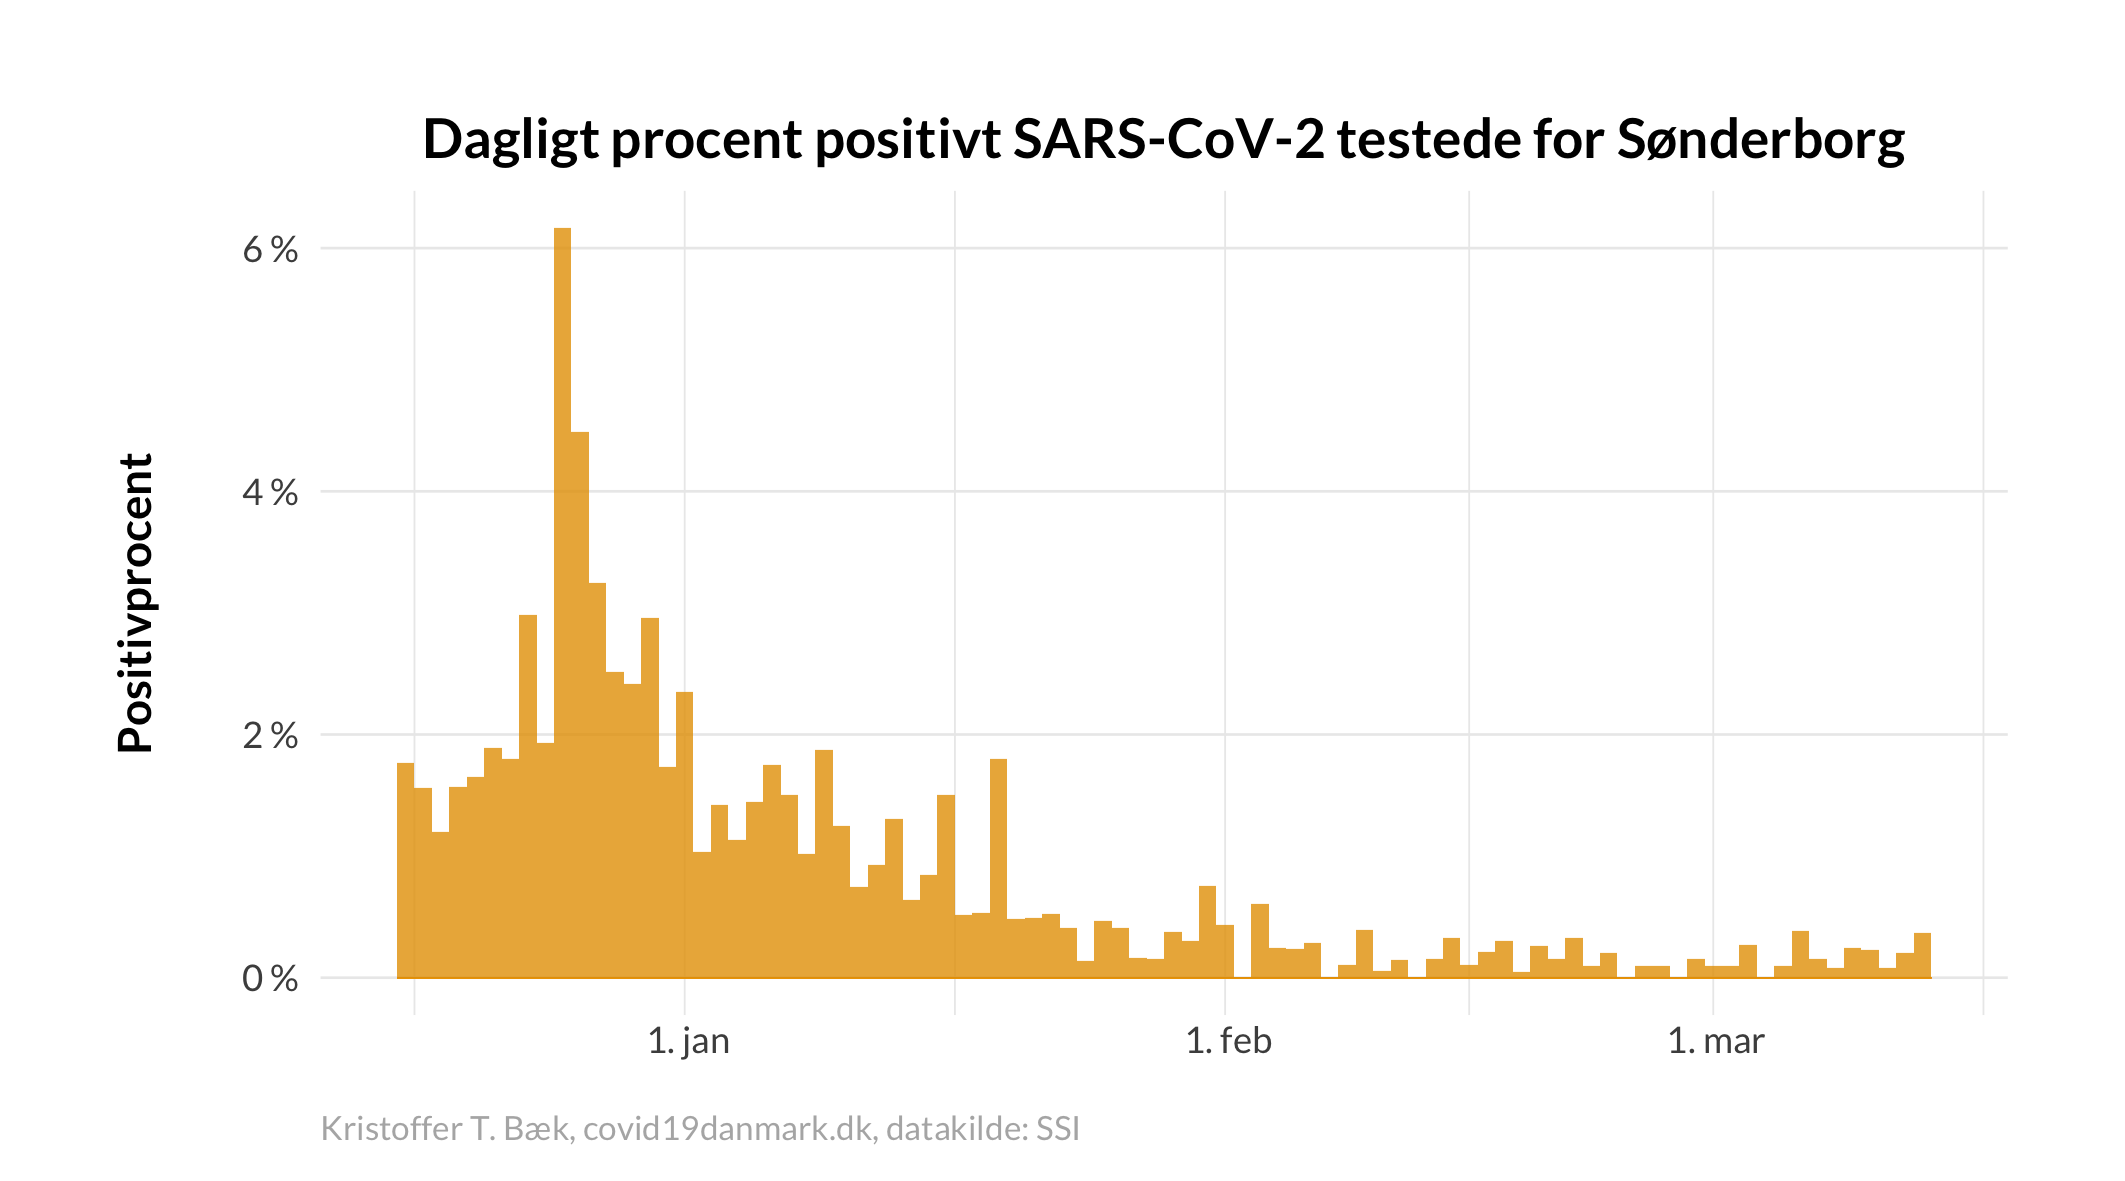 Dagligt procent positivt SARS-CoV-2 testede for Sønderborg
Positivprocent
6 %
4 %
2 %
0 %
1. jan
1. feb
1. mar
Kristoffer T. Bæk, covid19danmark.dk, datakilde: SSI